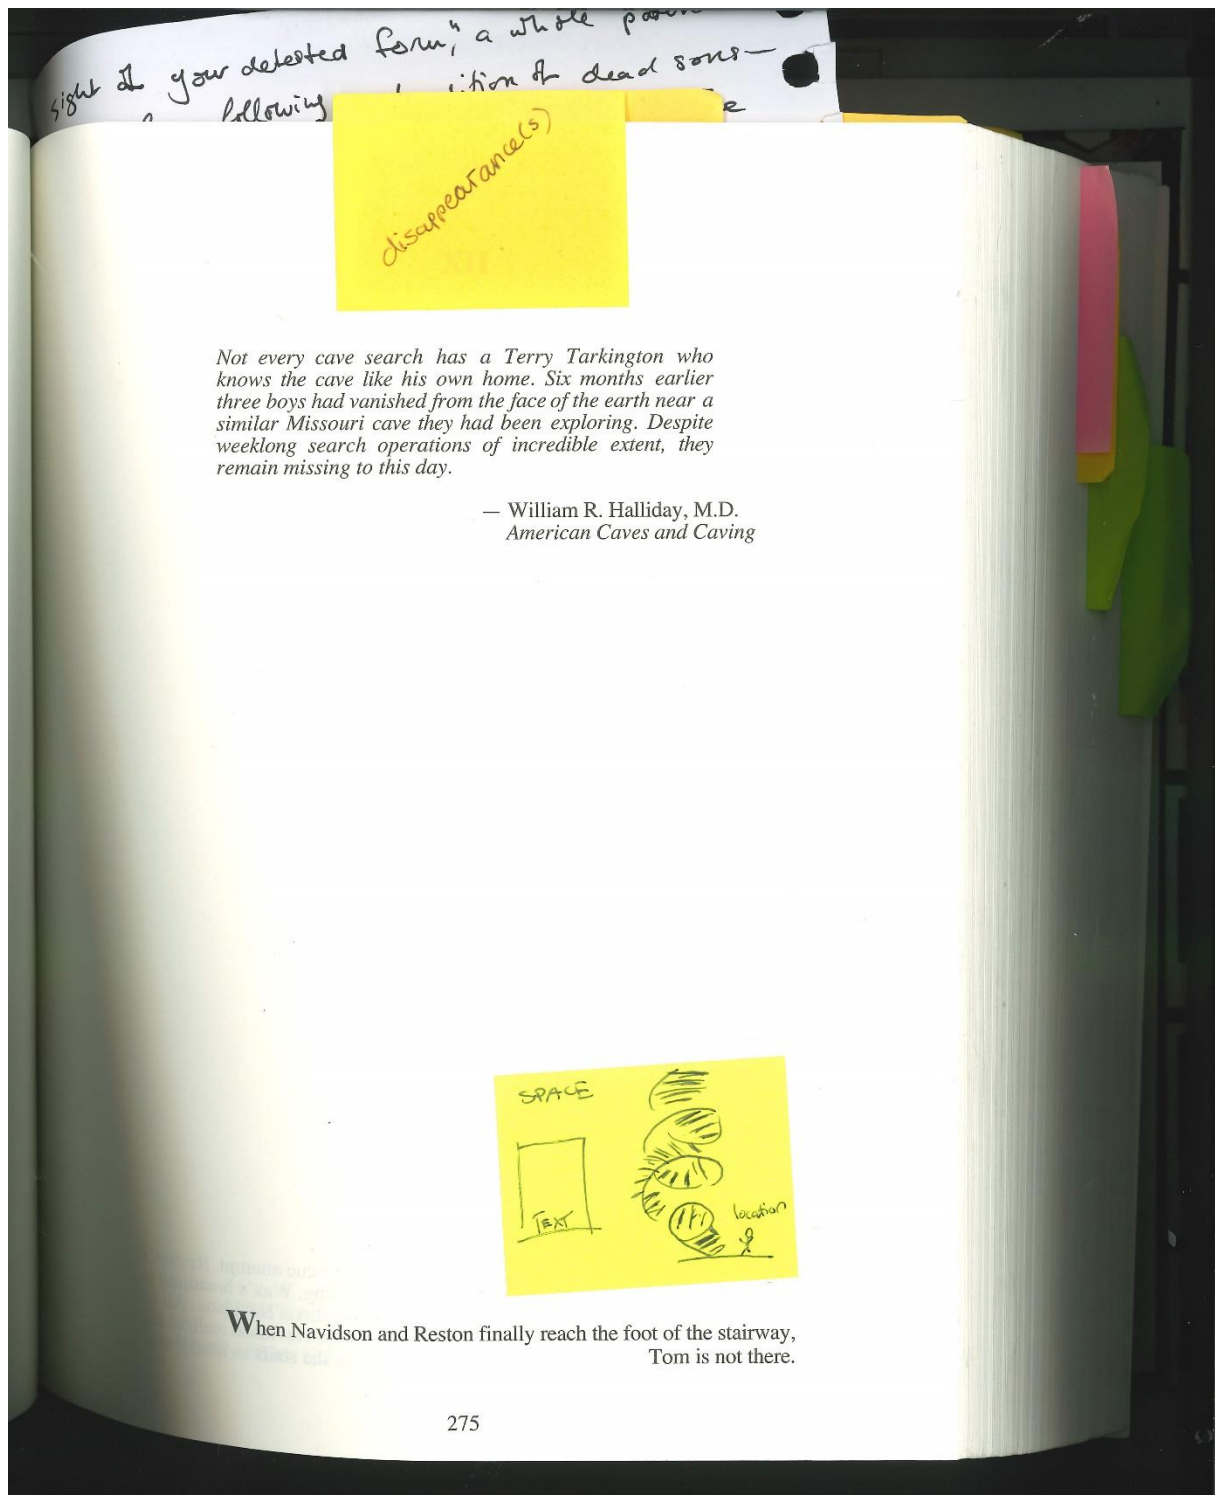 sight of your detested form," a whole
following
dead sons—
disappearance(s)
XII
Not every cave search has a Terry Tarkington who
knows the cave like his own home. Six months earlier
three boys had vanished from the face of the earth near a
similar Missouri cave they had been exploring. Despite
weeklong search operations of incredible extent, they
remain missing to this day.
— William R. Halliday, M.D.
American Caves and Caving
SPACE
TEXT
location
When Navidson and Reston finally reach the foot of the stairway,
Tom is not there.
275